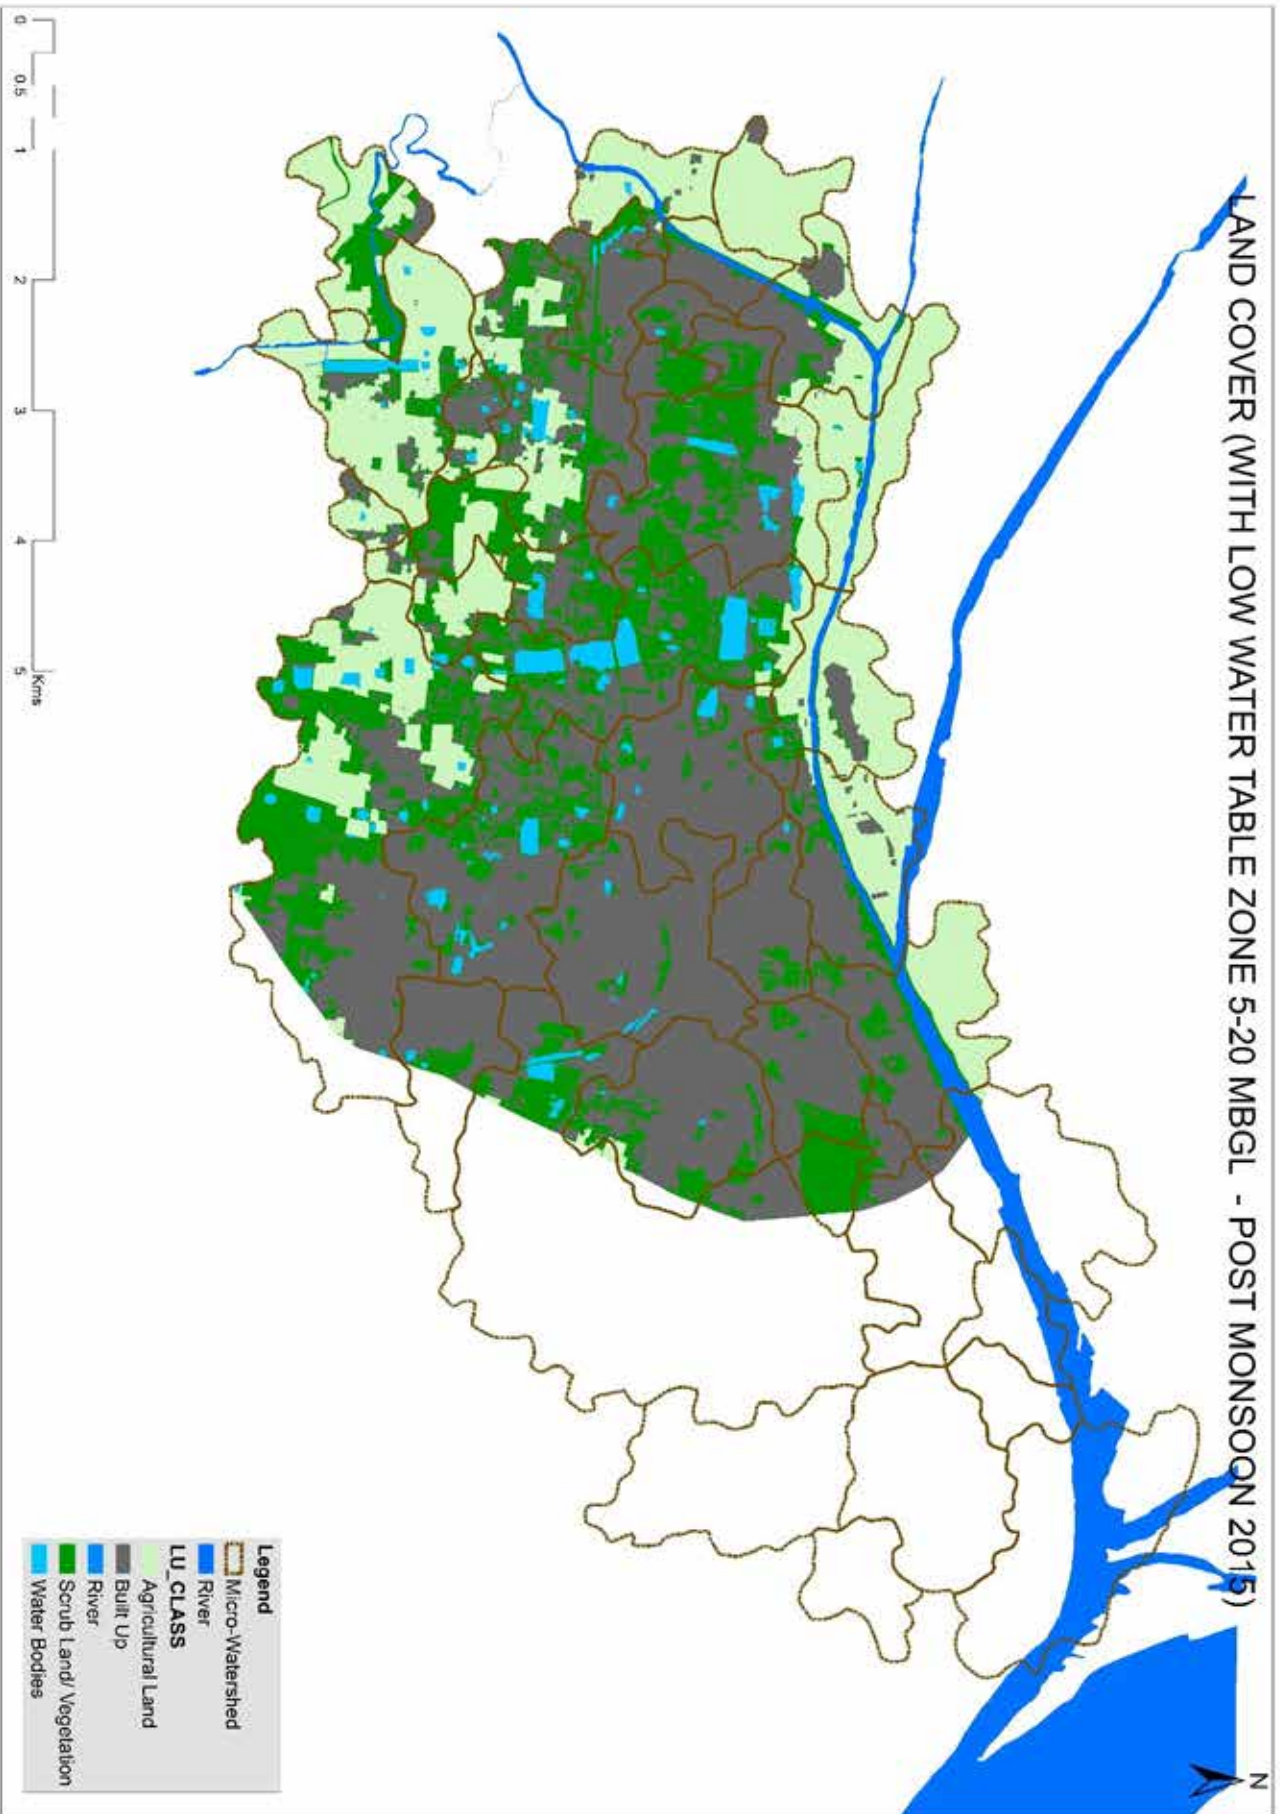 LAND COVER (WITH LOW WATER TABLE ZONE 5-20 MBGL - POST MONSOON 2015)
N
0 0.5 1 2 3 4 5
Kms
Legend
Micro-Watershed
River
LU_CLASS
Agricultural Land
Built Up
River
Scrub Land/ Vegetation
Water Bodies